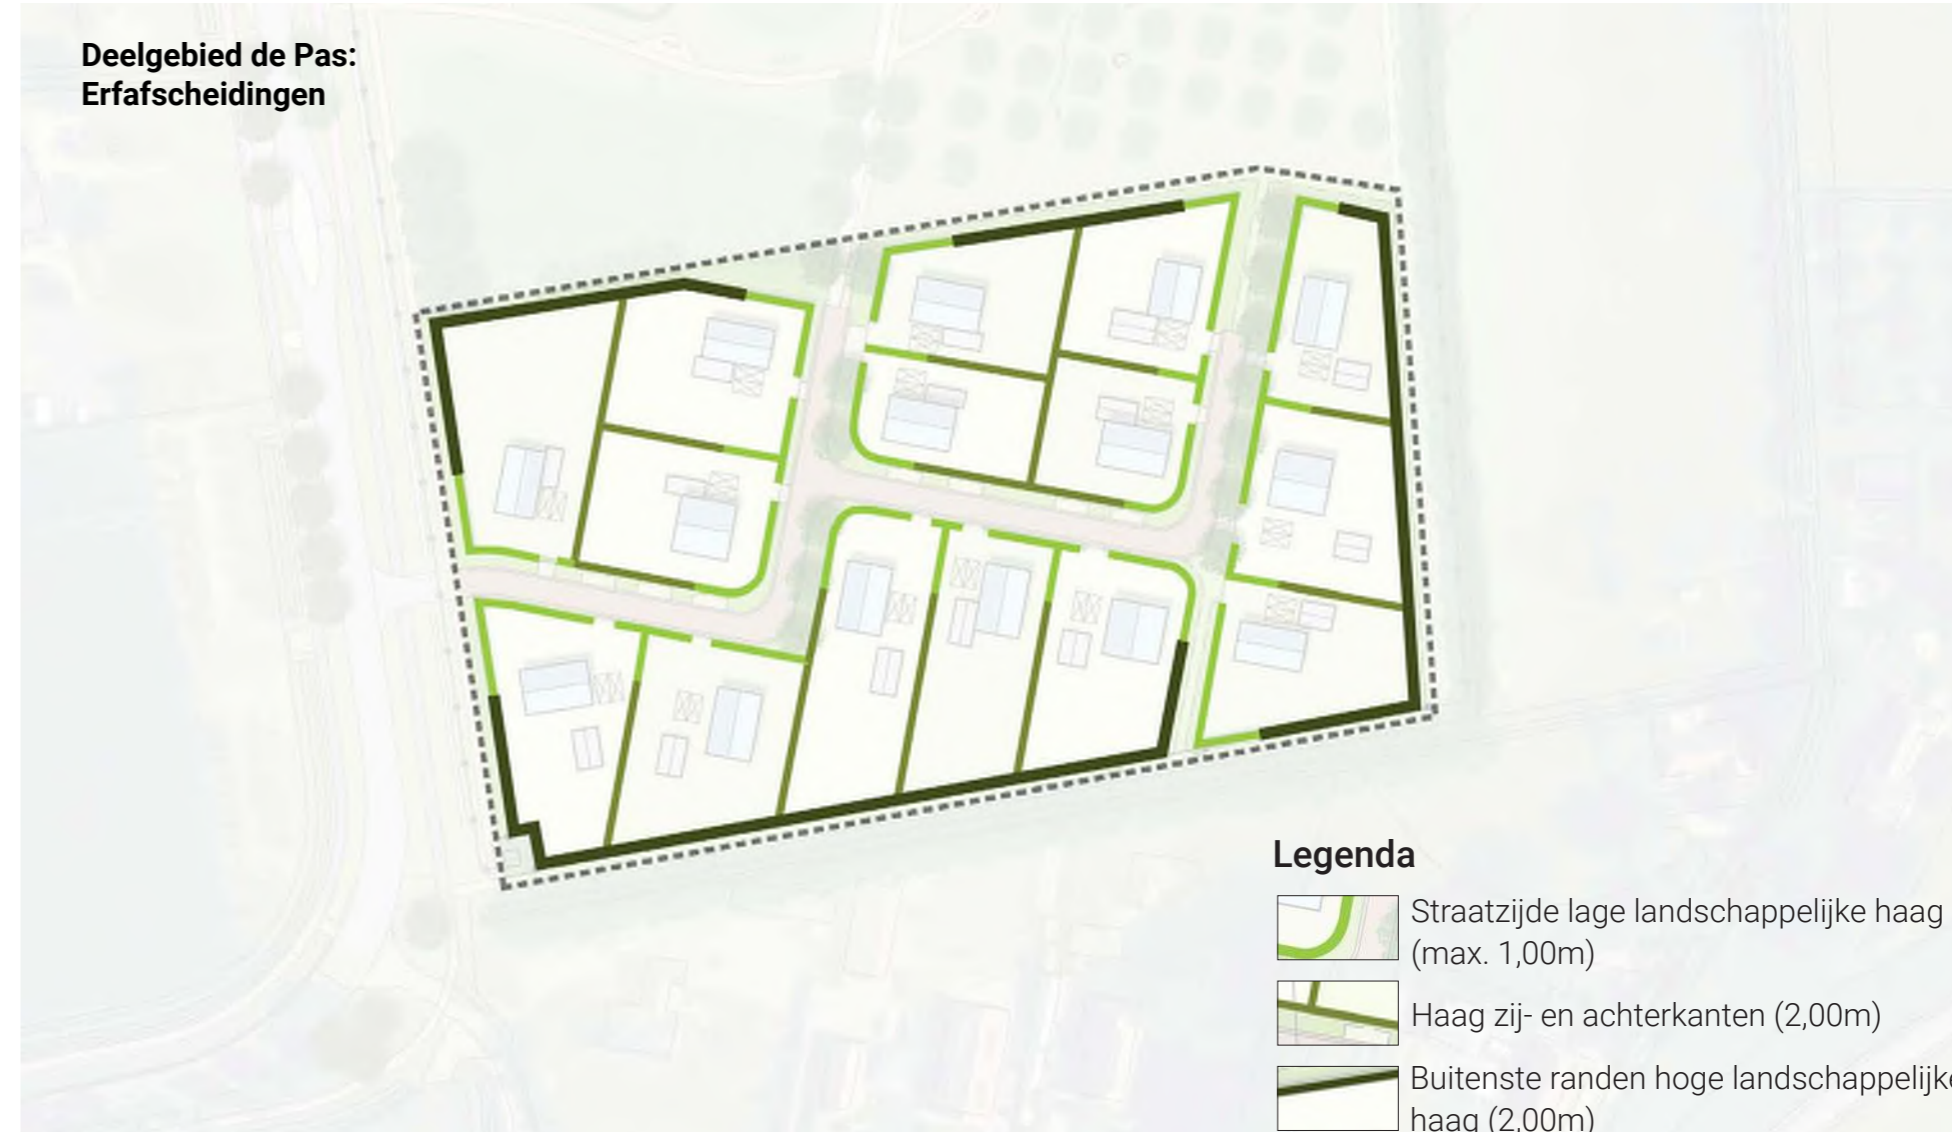 Deelgebied de Pas:
Erfafscheidingen
Legenda
Straatzijde lage landschappelijke haag
(max. 1,00m)
Haag zij- en achterkanten (2,00m)
Buitenste randen hoge landschappelijke
haag (2,00m)